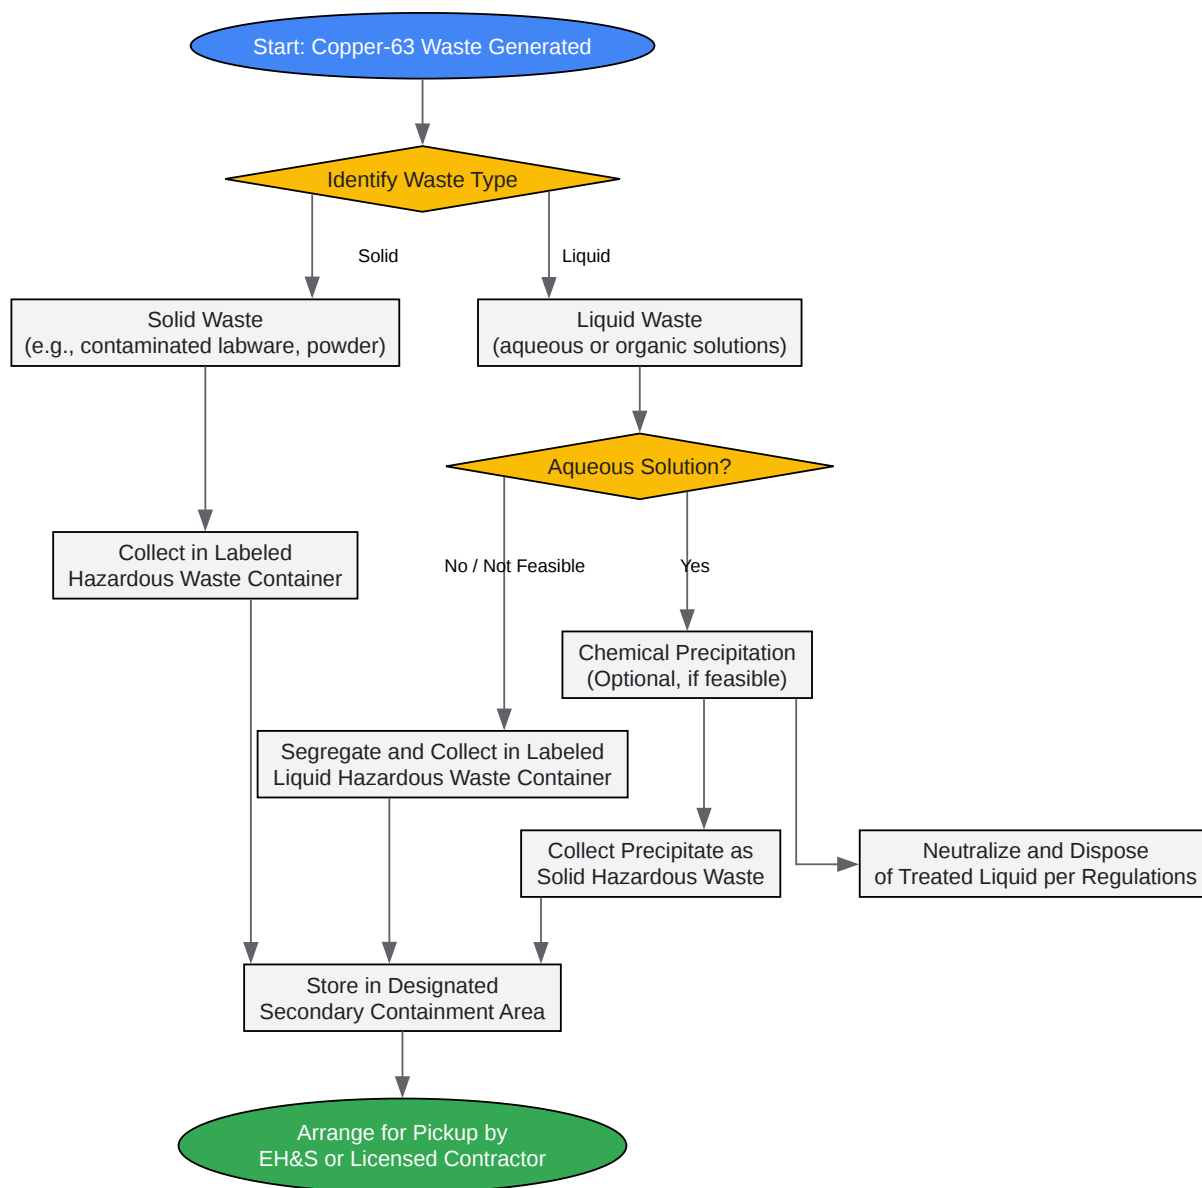 Start: Copper-63 Waste Generated
Identify Waste Type
Solid
Liquid
Solid Waste
(e.g., contaminated labware, powder)
Liquid Waste
(aqueous or organic solutions)
Aqueous Solution?
Collect in Labeled
Hazardous Waste Container
No / Not Feasible
Yes
Chemical Precipitation
(Optional, if feasible)
Segregate and Collect in Labeled
Liquid Hazardous Waste Container
Collect Precipitate as
Solid Hazardous Waste
Neutralize and Dispose
of Treated Liquid per Regulations
Store in Designated
Secondary Containment Area
Arrange for Pickup by
EH&S or Licensed Contractor